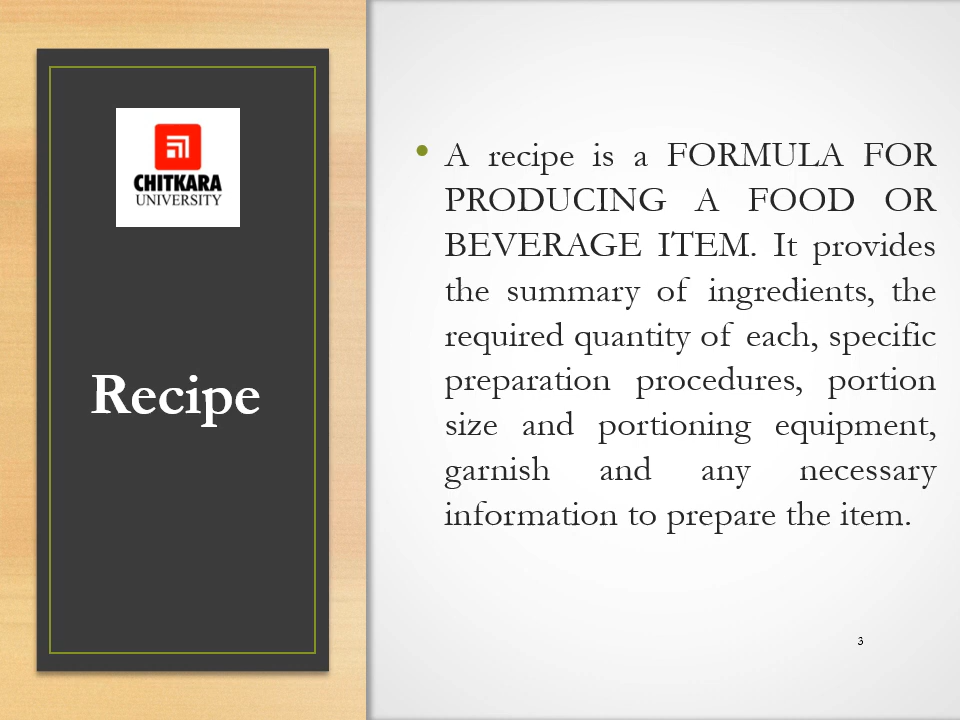 CHITKARA
UNIVERSITY
Recipe
• A recipe is a FORMULA FOR
PRODUCING A FOOD OR
BEVERAGE ITEM. It provides
the summary of ingredients, the
required quantity of each, specific
preparation procedures, portion
size and portioning equipment,
garnish and any necessary
information to prepare the item.
3